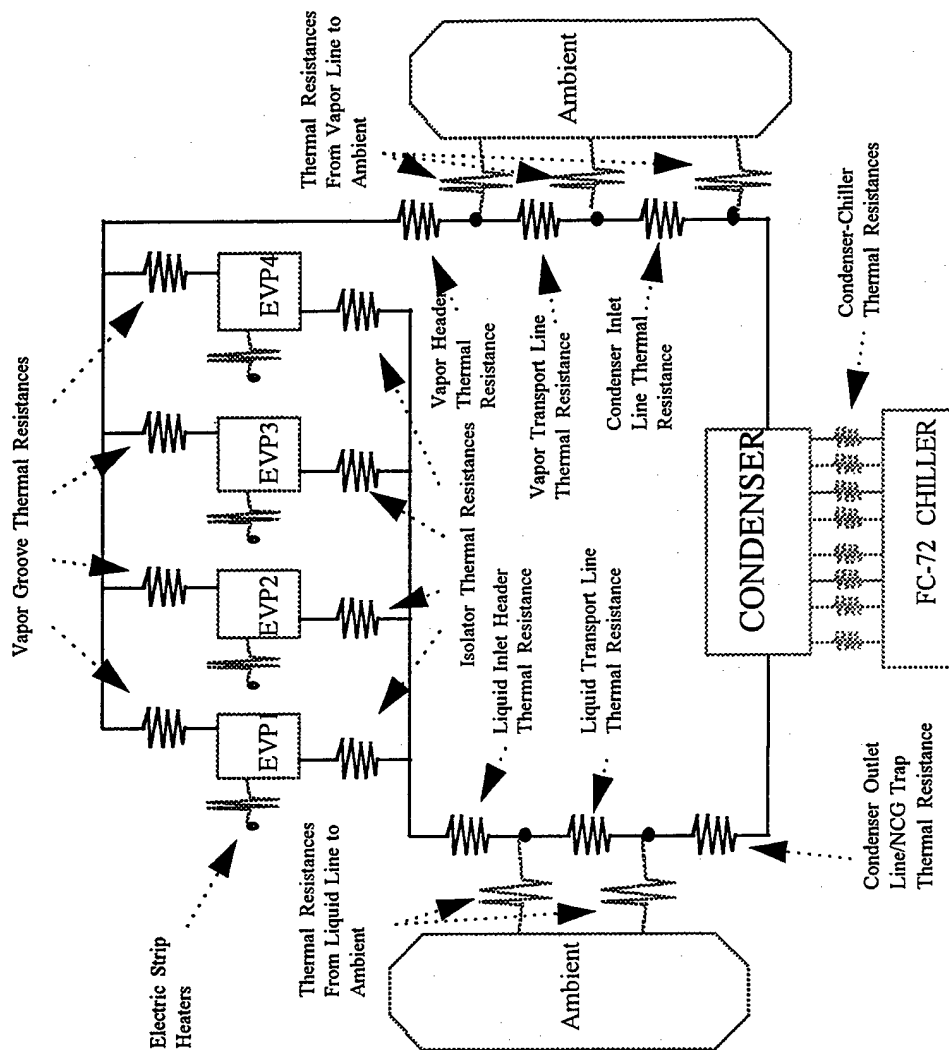 Vapor Groove Thermal Resistances
Electric Strip
Heaters
EVP1
EVP2
EVP3
EVP4
Isolator Thermal Resistances
Thermal Resistances
From Liquid Line to
Ambient
Thermal Resistances
From Vapor Line to
Ambient
Liquid Inlet Header
Thermal Resistance
Liquid Transport Line
Thermal Resistance
Vapor Header
Thermal
Resistance
Vapor Transport Line
Thermal Resistance
Condenser Inlet
Line Thermal
Resistance
Ambient
Ambient
CONDENSER
Condenser-Chiller
Thermal Resistances
Condenser Outlet
Line/NCG Trap
Thermal Resistance
FC-72 CHILLER